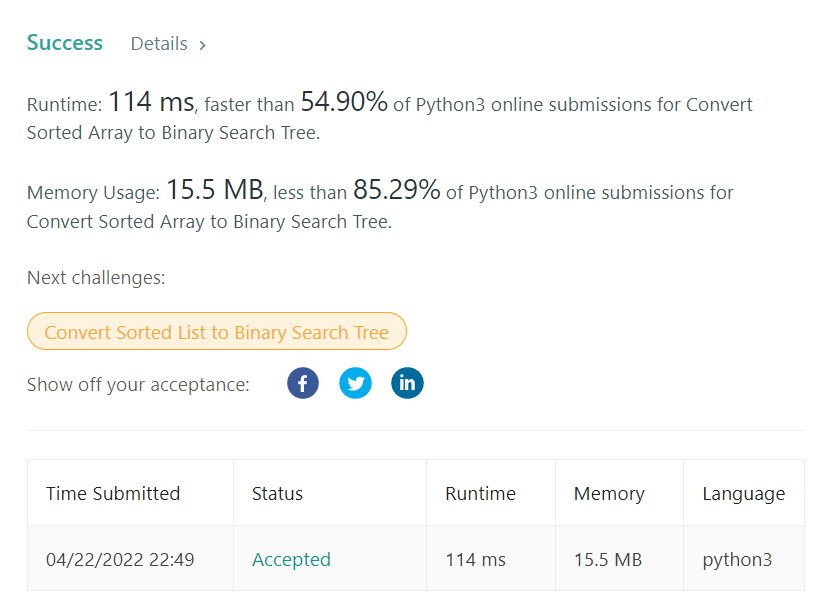 Success Details >
Runtime: 114 ms, faster than 54.90% of Python3 online submissions for Convert
Sorted Array to Binary Search Tree.
Memory Usage: 15.5 MB, less than 85.29% of Python3 online submissions for
Convert Sorted Array to Binary Search Tree.
Next challenges:
Convert Sorted List to Binary Search Tree
Show off your acceptance: f in
Time Submitted Status Runtime Memory Language
04/22/2022 22:49 Accepted 114 ms 15.5 MB python3